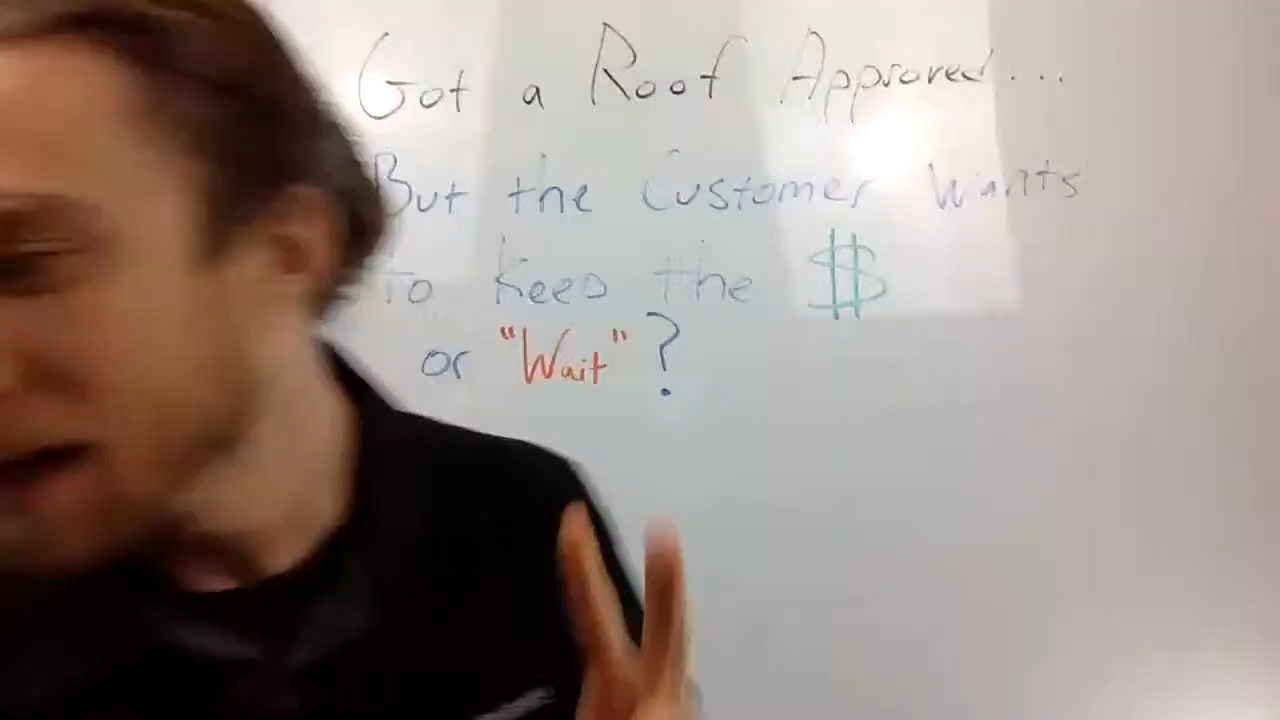 Got a Roof Approved...
But the Customer Wants
to Keep the $
or "Wait"?